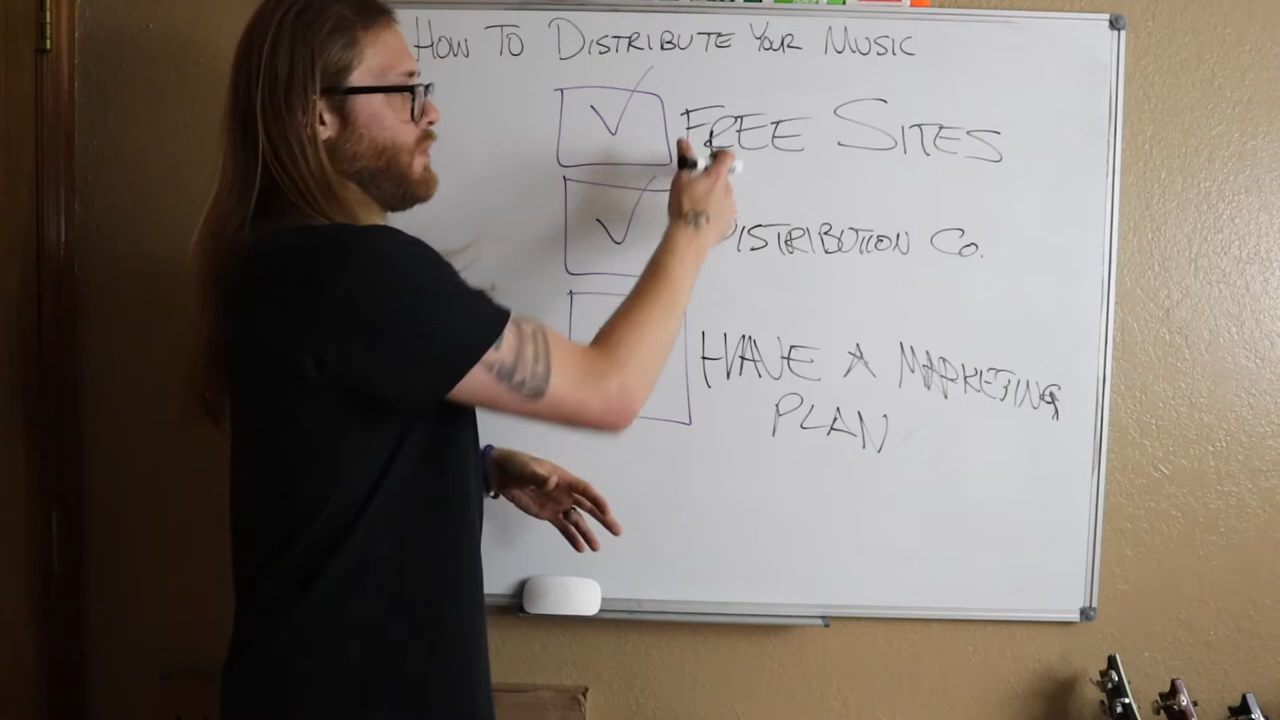 How To Distribute Your Music
Free Sites
Distribution Co.
Have A Marketing
Plan